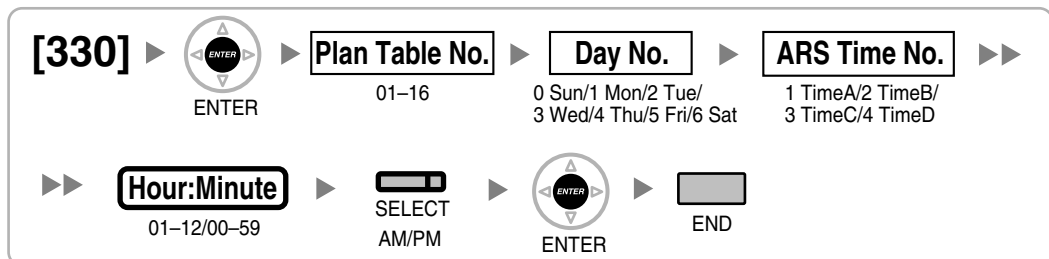 [330] ENTER Plan Table No. Day No. ARS Time No.
ENTER 01–16 0 Sun/1 Mon/2 Tue/ 1 TimeA/2 TimeB/
3 Wed/4 Thu/5 Fri/6 Sat 3 TimeC/4 TimeD
Hour:Minute ENTER
01–12/00–59 SELECT END
AM/PM ENTER